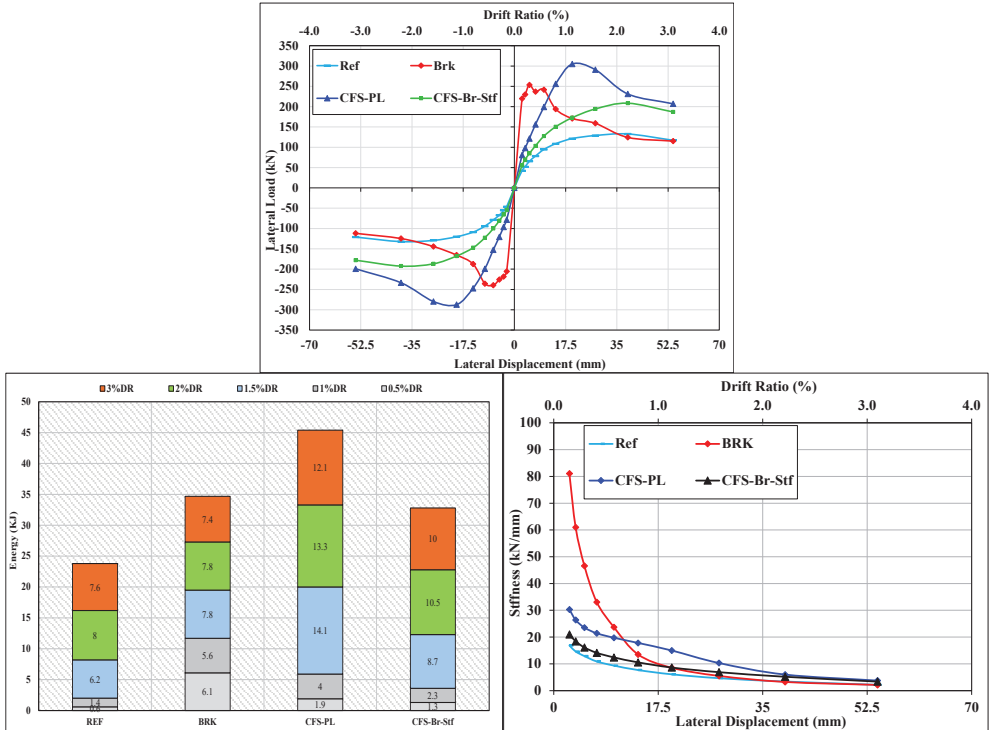 Drift Ratio (%)
-4.0 -3.0 -2.0 -1.0 0.0 1.0 2.0 3.0 4.0
350
300
250
200
150
100
50
0
-50
-100
-150
-200
-250
-300
-350
Lateral Load (kN)
Ref Brk
CFS-PL CFS-Br-Stf
-70 -52.5 -35 -17.5 0 17.5 35 52.5 70
Lateral Displacement (mm)
3%DR 2%DR 1.5%DR 1%DR 0.5%DR
50
45
40
35
30
25
20
15
10
5
0
Energy (KJ)
7.6 7.4 12.1 10
8 7.8 13.3 10.5
6.2 7.8 14.1 8.7
1.4 5.6 4 2.3
0.6 6.1 1.9 1.3
REF BRK CFS-PL CFS-Br-Stf
Drift Ratio (%)
0.0 1.0 2.0 3.0 4.0
100
90
80
70
60
50
40
30
20
10
0
Stffness (kN/mm)
Ref BRK
CFS-PL CFS-Br-Stf
0 17.5 35 52.5 70
Lateral Displacement (mm)